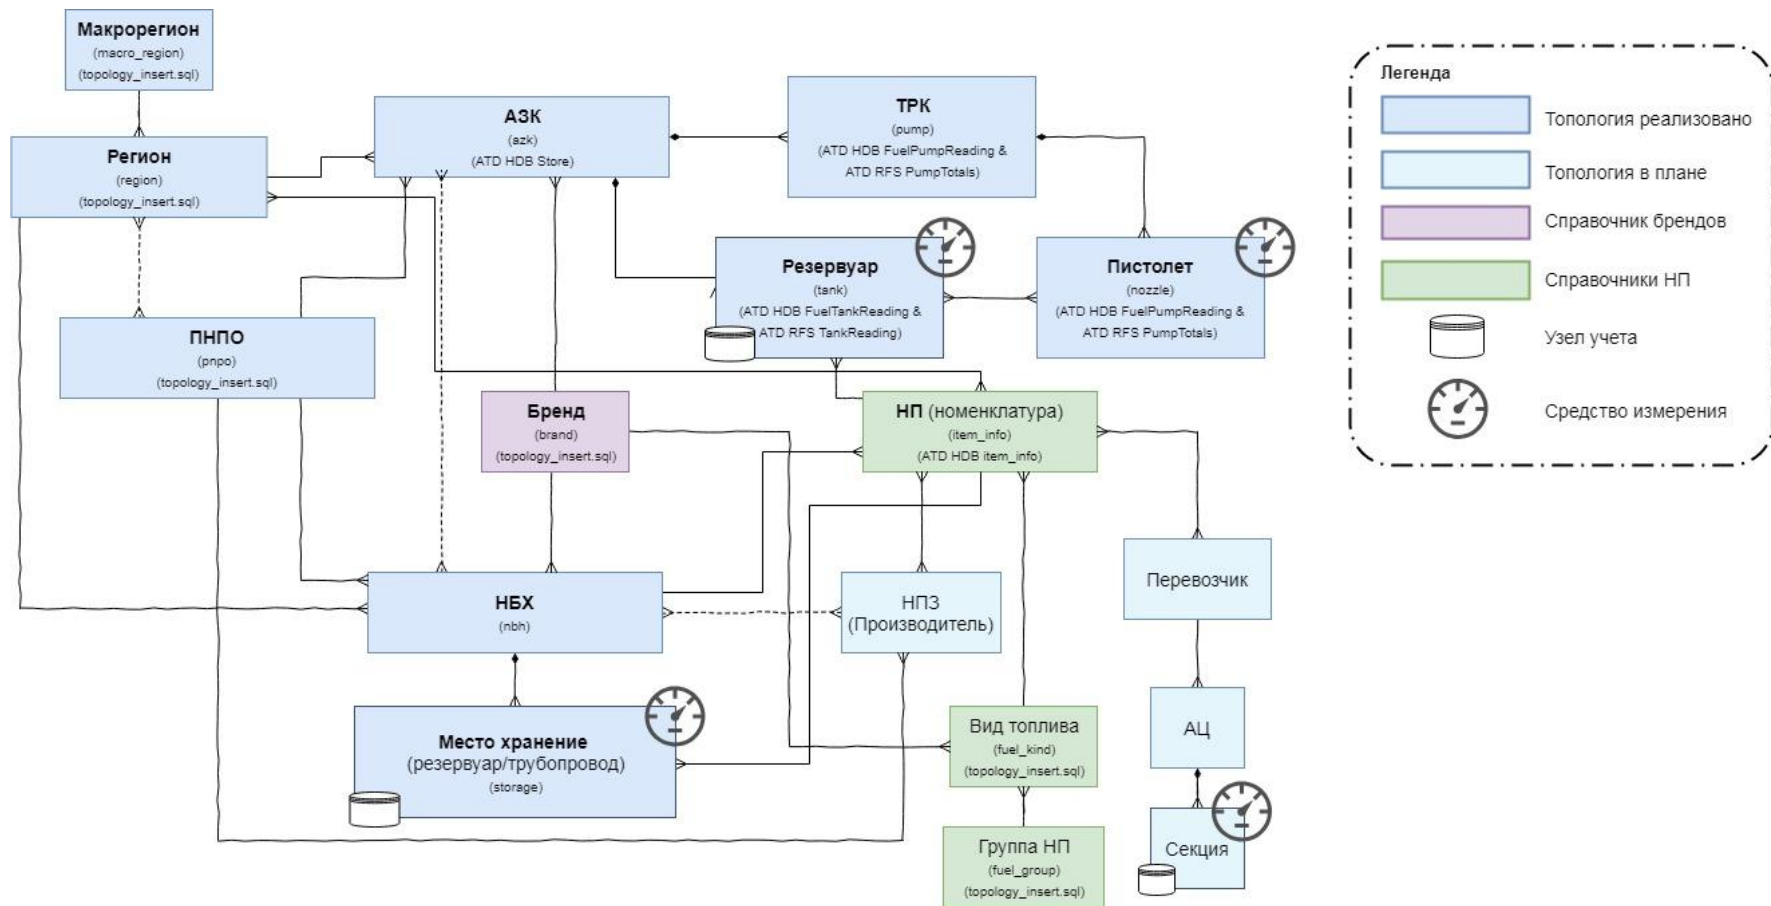 Макрорегион
(macro_region)
(topology_insert.sql)
Регион
(region)
(topology_insert.sql)
АЗК
(azk)
(ATD HDB Store)
ТРК
(pump)
(ATD HDB FuelPumpReading &
ATD RFS PumpTotals)
Резервуар
(tank)
(ATD HDB FuelTankReading &
ATD RFS TankReading)
Пистолет
(nozzle)
(ATD HDB FuelPumpReading &
ATD RFS PumpTotals)
ПНПО
(pnpo)
(topology_insert.sql)
Бренд
(brand)
(topology_insert.sql)
НП (номенклатура)
(item_info)
(ATD HDB item_info)
НБХ
(nbh)
НПЗ
(Производитель)
Перевозчик
Место хранение
(резервуар/трубопровод)
(storage)
Вид топлива
(fuel_kind)
(topology_insert.sql)
АЦ
Группа НП
(fuel_group)
(topology_insert.sql)
Секция
Легенда
Топология реализовано
Топология в плане
Справочник брендов
Справочники НП
Узел учета
Средство измерения